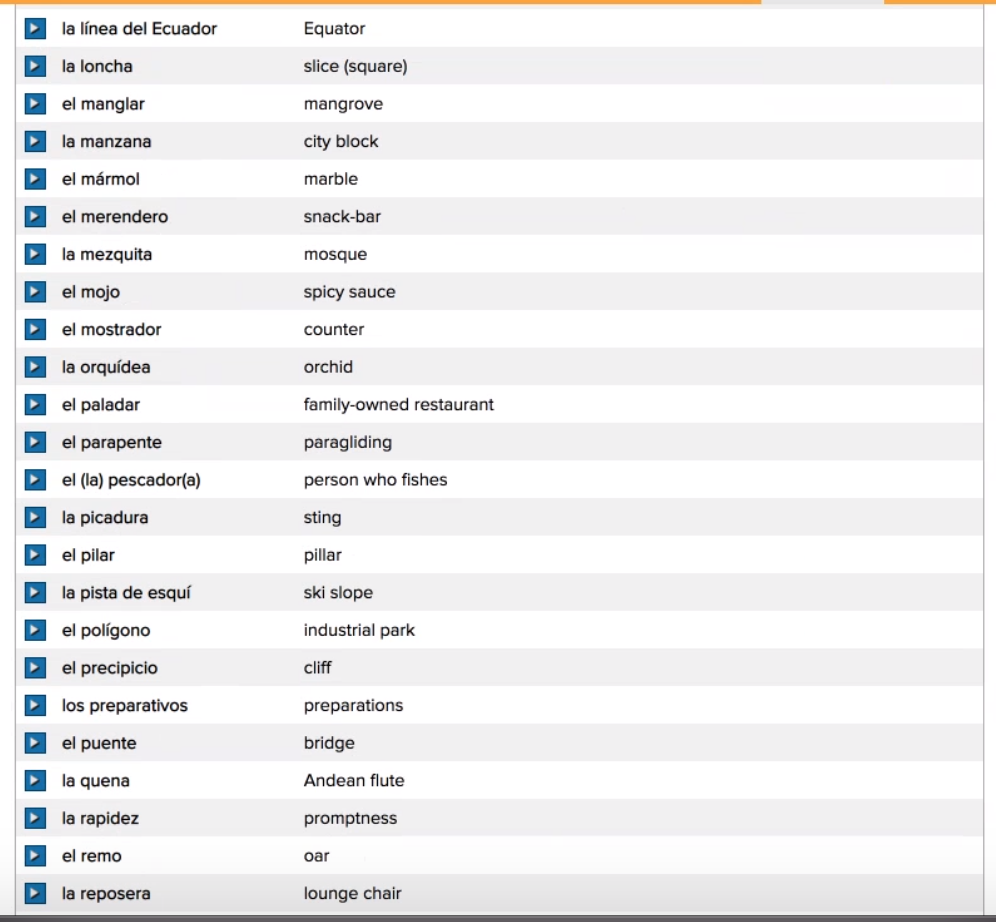 la línea del Ecuador Equator
la loncha slice (square)
el manglar mangrove
la manzana city block
el mármol marble
el merendero snack-bar
la mezquita mosque
el mojo spicy sauce
el mostrador counter
la orquídea orchid
el paladar family-owned restaurant
el parapente paragliding
el (la) pescador(a) person who fishes
la picadura sting
el pilar pillar
la pista de esquí ski slope
el polígono industrial park
el precipicio cliff
los preparativos preparations
el puente bridge
la quena Andean flute
la rapidez promptness
el remo oar
la reposera lounge chair